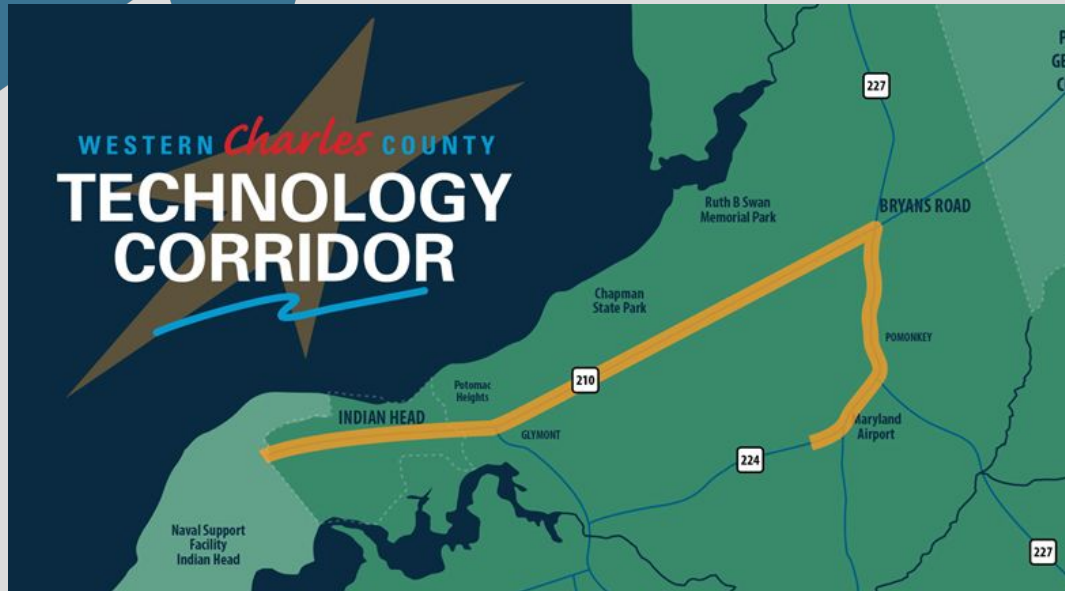 WESTERN Charles COUNTY
TECHNOLOGY
CORRIDOR
227
Ruth B Swan
Memorial Park
BRYANS ROAD
Chapman
State Park
POMONKEY
210
Potomac
Heights
INDIAN HEAD
GLYMONT
Maryland
Airport
224
Naval Support
Facility
Indian Head
227